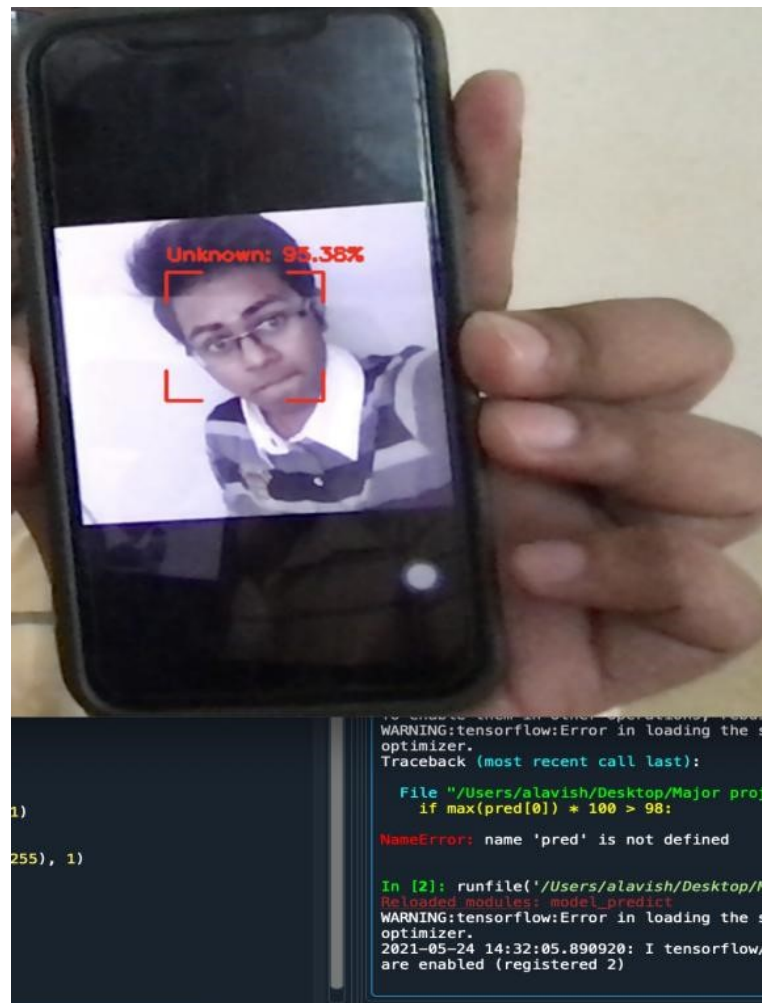 Unknown: 95.38%
1)
255), 1)
WARNING:tensorflow:Error in loading the s
optimizer.
Traceback (most recent call last):
File "/Users/alavish/Desktop/Major proj
if max(pred[0]) * 100 > 98:
NameError: name 'pred' is not defined
In [2]: runfile('/Users/alavish/Desktop/M
Reloaded modules: model_predict
WARNING:tensorflow:Error in loading the s
optimizer.
2021-05-24 14:32:05.890920: I tensorflow/
are enabled (registered 2)